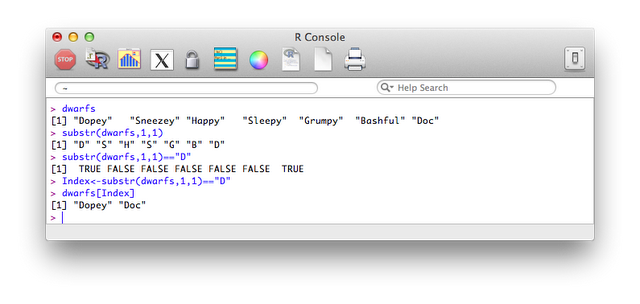 R Console
STOP
R
X
Help Search
> dwarfs
[1] "Dopey"   "Sneezey" "Happy"   "Sleepy"  "Grumpy"  "Bashful" "Doc"
> substr(dwarfs,1,1)
[1] "D" "S" "H" "S" "G" "B" "D"
> substr(dwarfs,1,1)=="D"
[1]  TRUE FALSE FALSE FALSE FALSE FALSE  TRUE
> Index<-substr(dwarfs,1,1)=="D"
> dwarfs[Index]
[1] "Dopey" "Doc"
>